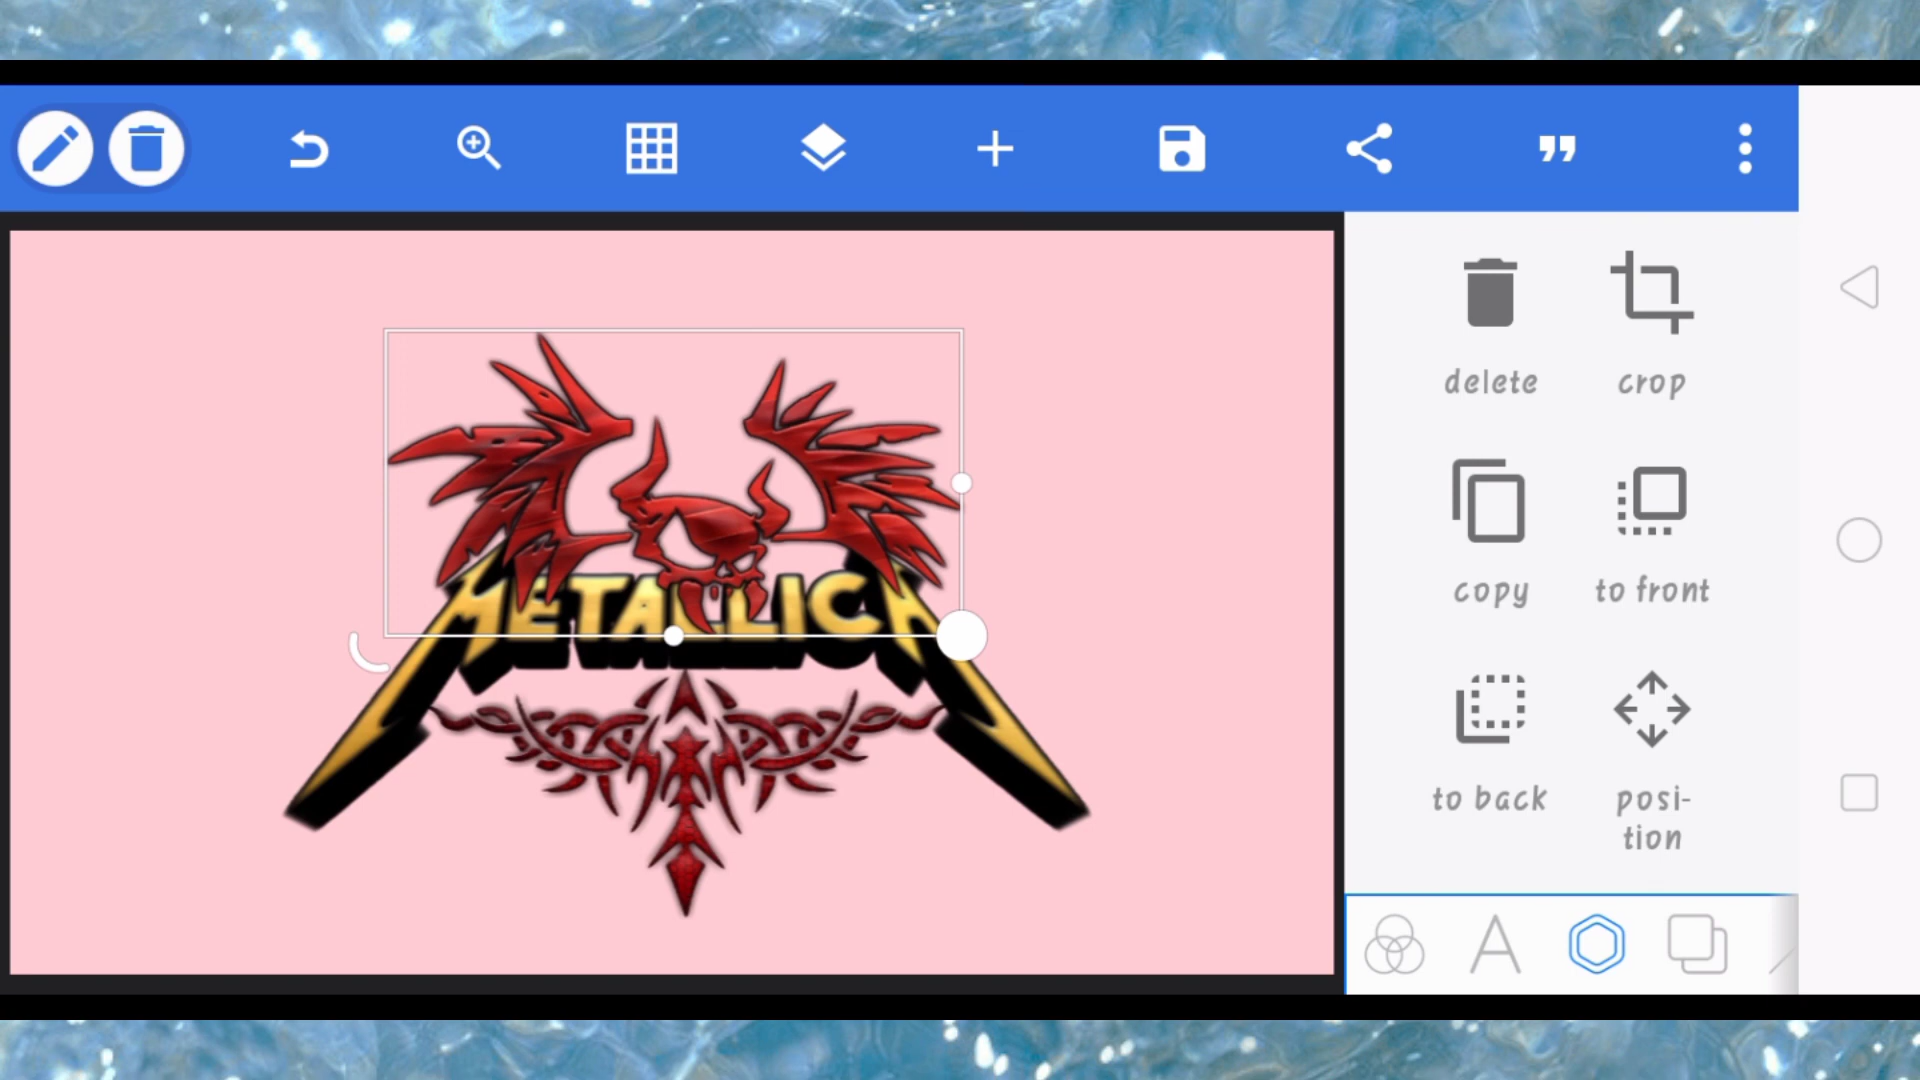 METALLICA
delete
crop
copy
to front
to back
posi-
tion